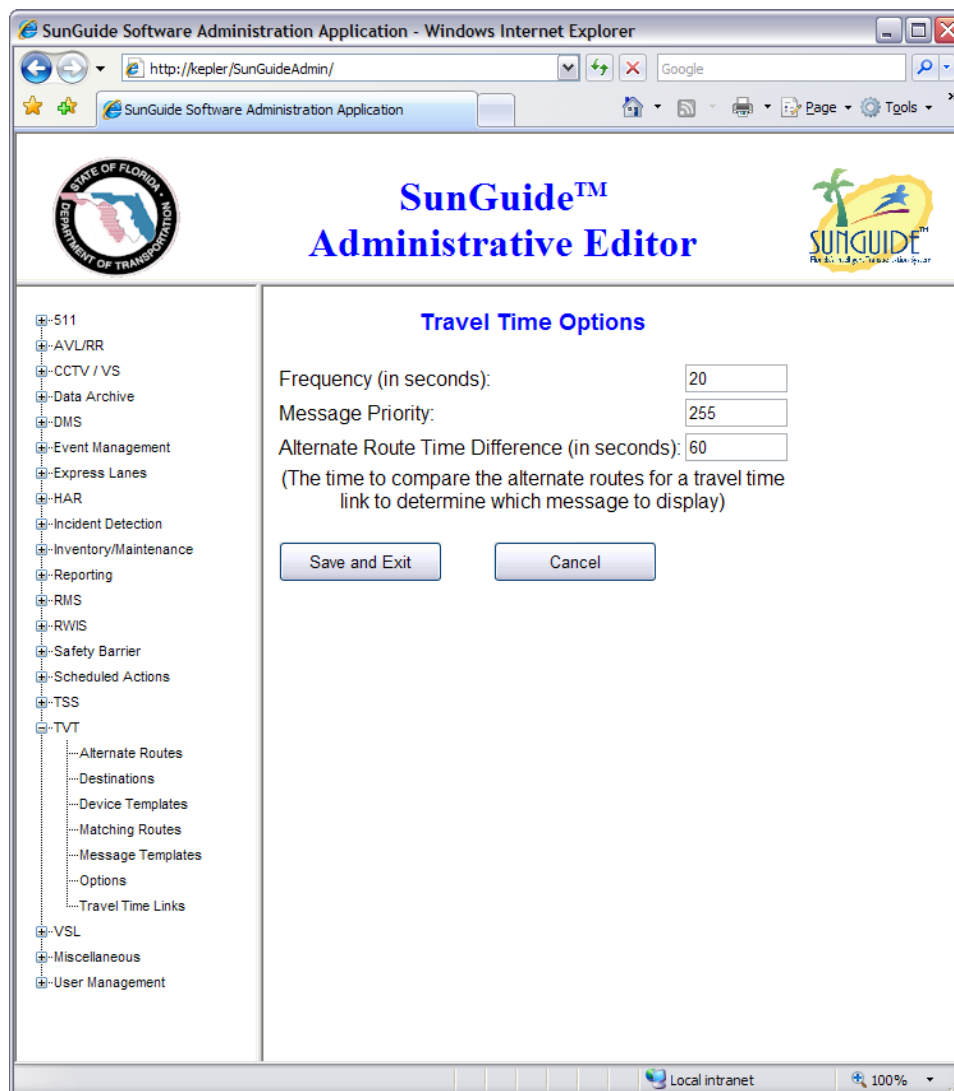 SunGuide Software Administration Application - Windows Internet Explorer
http://kepler/SunGuideAdmin/
Google
SunGuide Software Administration Application
Page
Tools
»
STATE OF FLORIDA
DEPARTMENT OF TRANSPORTATION
SunGuide™
Administrative Editor
SUNGUIDE™
511
AVL/RR
CCTV / VS
Data Archive
DMS
Event Management
Express Lanes
HAR
Incident Detection
Inventory/Maintenance
Reporting
RMS
RWIS
Safety Barrier
Scheduled Actions
TSS
TVT
Alternate Routes
Destinations
Device Templates
Matching Routes
Message Templates
Options
Travel Time Links
VSL
Miscellaneous
User Management
Travel Time Options
Frequency (in seconds): 20
Message Priority: 255
Alternate Route Time Difference (in seconds): 60
(The time to compare the alternate routes for a travel time
link to determine which message to display)
Save and Exit Cancel
Local intranet
100%